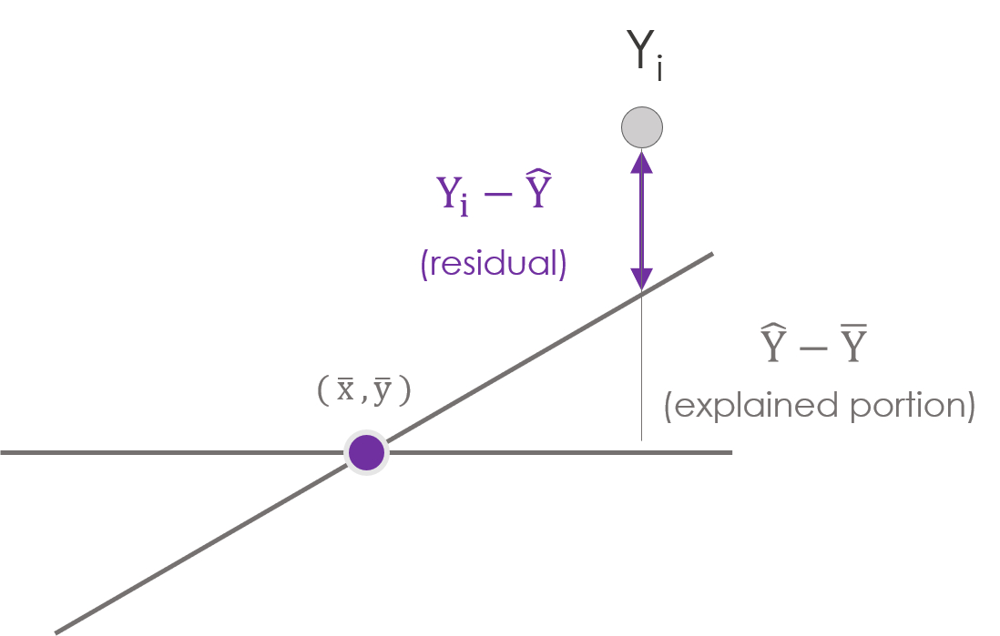 Yᵢ
Yᵢ − Ŷ
(residual)
Ŷ − Y̅
(explained portion)
( x̅ , y̅ )